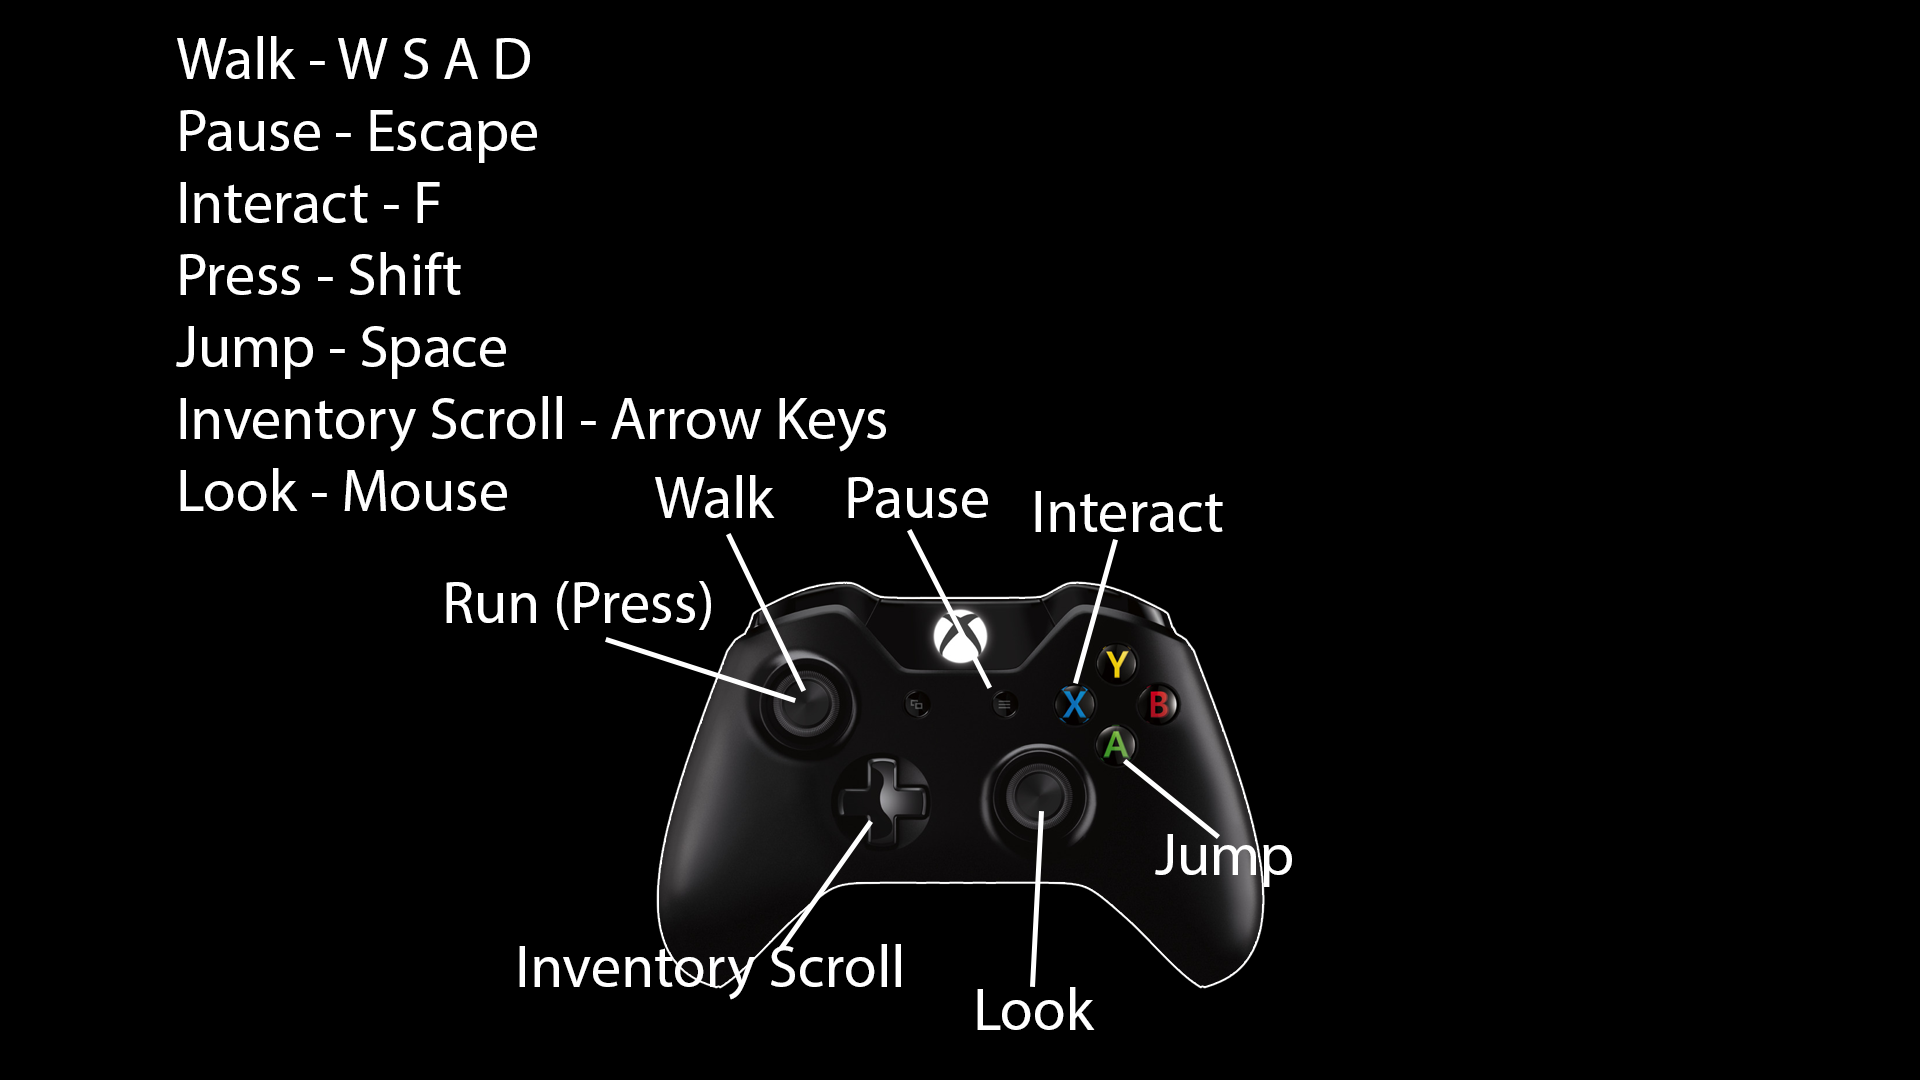 Walk - W S A D
Pause - Escape
Interact - F
Press - Shift
Jump - Space
Inventory Scroll - Arrow Keys
Look - Mouse
Walk
Pause
Interact
Run (Press)
Y
X
B
A
Jump
Inventory Scroll
Look